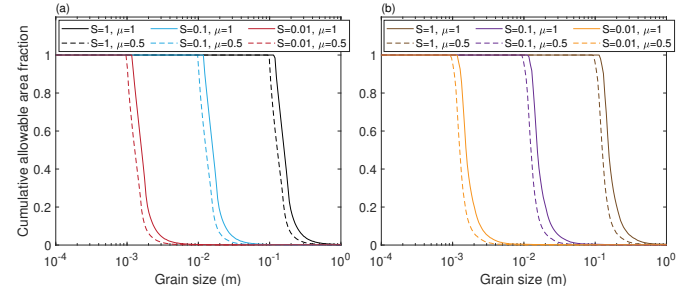 (a)
S=1, μ=1 S=0.1, μ=1 S=0.01, μ=1
S=1, μ=0.5 S=0.1, μ=0.5 S=0.01, μ=0.5
Cumulative allowable area fraction
1
0.8
0.6
0.4
0.2
0
10⁻⁴ 10⁻³ 10⁻² 10⁻¹ 10⁰
Grain size (m)
(b)
S=1, μ=1 S=0.1, μ=1 S=0.01, μ=1
S=1, μ=0.5 S=0.1, μ=0.5 S=0.01, μ=0.5
1
0.8
0.6
0.4
0.2
0
10⁻⁴ 10⁻³ 10⁻² 10⁻¹ 10⁰
Grain size (m)